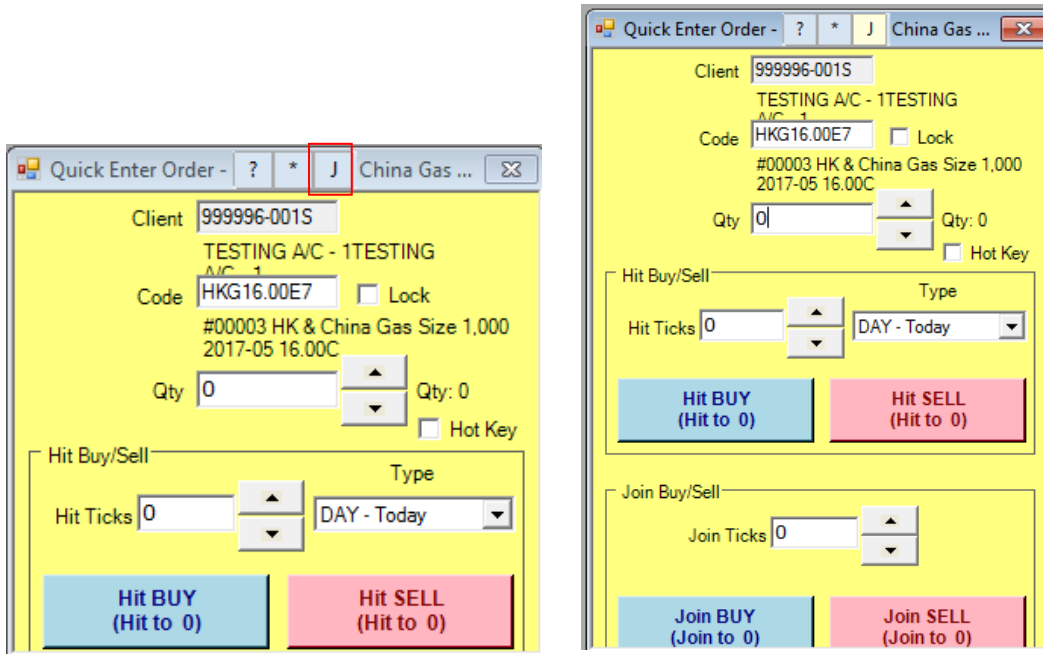 Quick Enter Order - ? * J China Gas ...
Client 999996-001S
TESTING A/C - 1TESTING
A/C - 1
Code HKG16.00E7 Lock
#00003 HK & China Gas Size 1,000
2017-05 16.00C
Qty 0 Qty: 0
Hot Key
Hit Buy/Sell
Type
Hit Ticks 0 DAY - Today
Hit BUY
(Hit to 0)
Hit SELL
(Hit to 0)
Quick Enter Order - ? * J China Gas ...
Client 999996-001S
TESTING A/C - 1TESTING
A/C - 1
Code HKG16.00E7 Lock
#00003 HK & China Gas Size 1,000
2017-05 16.00C
Qty 0 Qty: 0
Hot Key
Hit Buy/Sell
Type
Hit Ticks 0 DAY - Today
Hit BUY
(Hit to 0)
Hit SELL
(Hit to 0)
Join Buy/Sell
Join Ticks 0
Join BUY
(Join to 0)
Join SELL
(Join to 0)